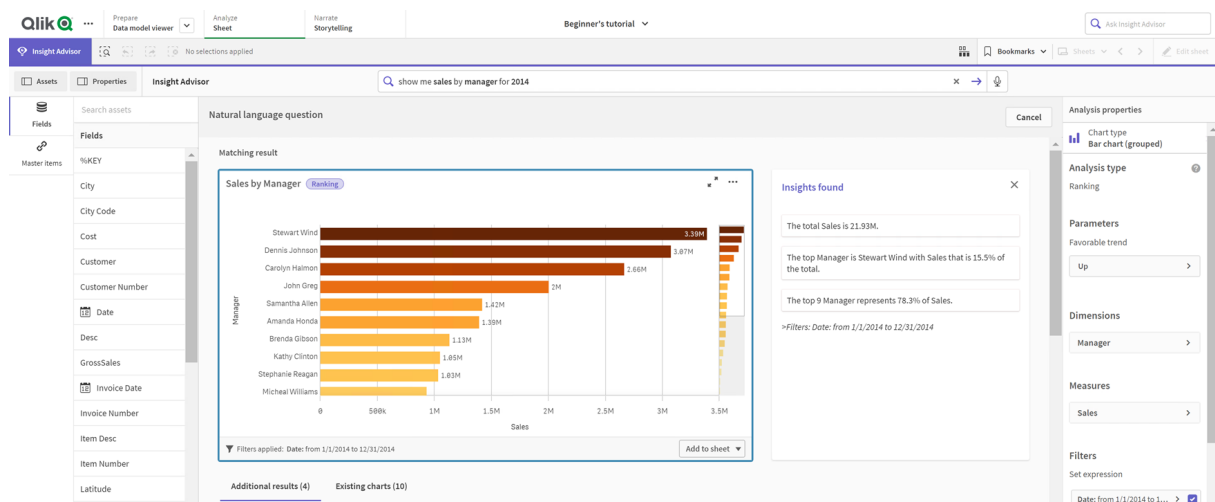 Qlik
...
Prepare
Data model viewer
Analyze
Sheet
Narrate
Storytelling
Beginner's tutorial
Ask Insight Advisor
Insight Advisor
No selections applied
Bookmarks
Sheets
Edit sheet
Assets
Properties
Insight Advisor
show me sales by manager for 2014
Fields
Master items
Search assets
Fields
%KEY
City
City Code
Cost
Customer
Customer Number
Date
Desc
GrossSales
Invoice Date
Invoice Number
Item Desc
Item Number
Latitude
Natural language question
Cancel
Matching result
Sales by Manager
Ranking
Manager
Stewart Wind 3.39M
Dennis Johnson 3.07M
Carolyn Halmon 2.66M
John Greg 2M
Samantha Allen 1.42M
Amanda Honda 1.39M
Brenda Gibson 1.13M
Kathy Clinton 1.05M
Stephanie Reagan 1.03M
Micheal Williams
0 500k 1M 1.5M 2M 2.5M 3M 3.5M
Sales
Filters applied: Date: from 1/1/2014 to 12/31/2014
Add to sheet
Additional results (4)
Existing charts (10)
Insights found
The total Sales is 21.93M.
The top Manager is Stewart Wind with Sales that is 15.5% of
the total.
The top 9 Manager represents 78.3% of Sales.
>Filters: Date: from 1/1/2014 to 12/31/2014
Analysis properties
Chart type
Bar chart (grouped)
Analysis type
Ranking
Parameters
Favorable trend
Up
Dimensions
Manager
Measures
Sales
Filters
Set expression
Date: from 1/1/2014 to 1...